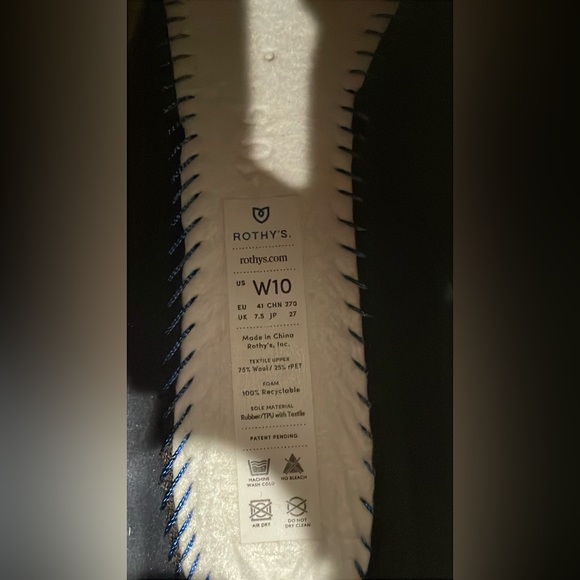 ROTHY'S.
rothys.com
US W10
EU 41 CHN 270
UK 7.5 JP 27
Made in China
Rothy's, Inc.
TEXTILE UPPER
75% Wool / 25% rPET
FOAM
100% Recyclable
SOLE MATERIAL
Rubber/TPU with Textile
PATENT PENDING
MACHINE WASH COLD
NO BLEACH
AIR DRY
DO NOT DRY CLEAN